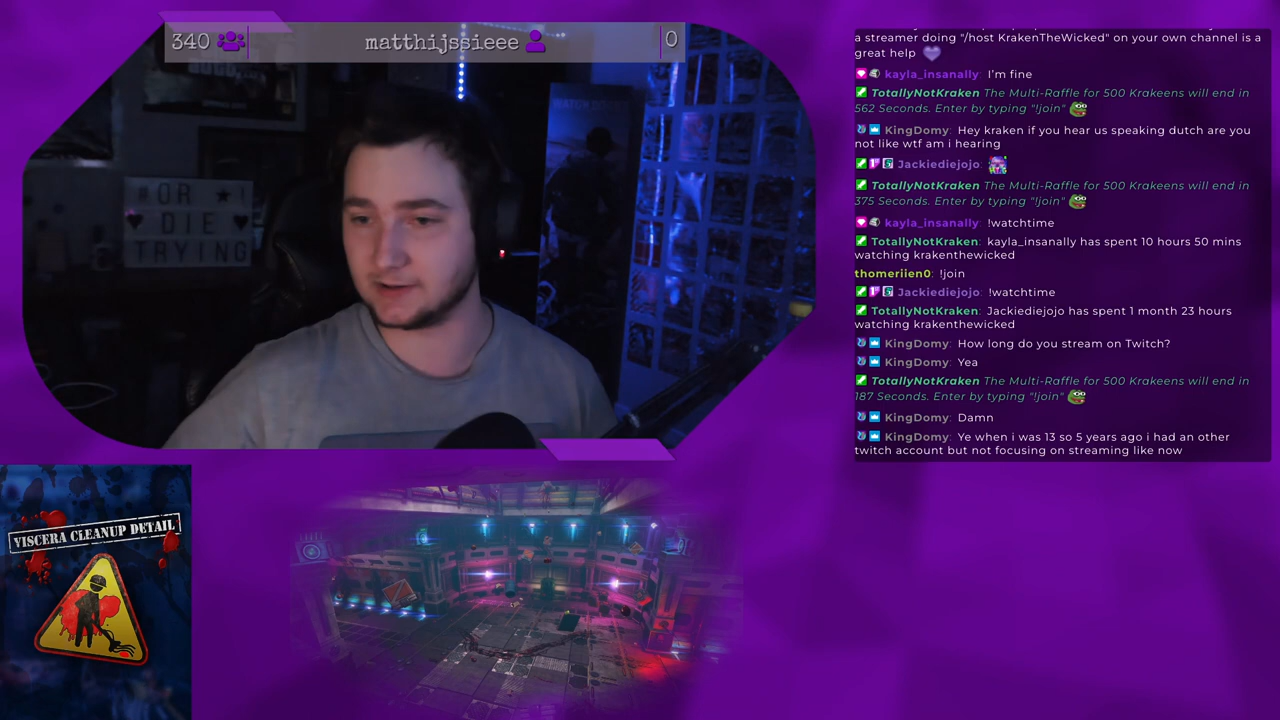 340
matthijssieee
0
#OR ★ I
DIE
TRYING
VISCERA CLEANUP DETAIL
a streamer doing "/host KrakenTheWicked" on your own channel is a
great help
kayla_insanally: I'm fine
TotallyNotKraken The Multi-Raffle for 500 Krakeens will end in
562 Seconds. Enter by typing "!join"
KingDomy: Hey kraken if you hear us speaking dutch are you
not like wtf am i hearing
Jackiediejojo:
TotallyNotKraken The Multi-Raffle for 500 Krakeens will end in
375 Seconds. Enter by typing "!join"
kayla_insanally: !watchtime
TotallyNotKraken: kayla_insanally has spent 10 hours 50 mins
watching krakenthewicked
thomeriien0: !join
Jackiediejojo: !watchtime
TotallyNotKraken: Jackiediejojo has spent 1 month 23 hours
watching krakenthewicked
KingDomy: How long do you stream on Twitch?
KingDomy: Yea
TotallyNotKraken The Multi-Raffle for 500 Krakeens will end in
187 Seconds. Enter by typing "!join"
KingDomy: Damn
KingDomy: Ye when i was 13 so 5 years ago i had an other
twitch account but not focusing on streaming like now